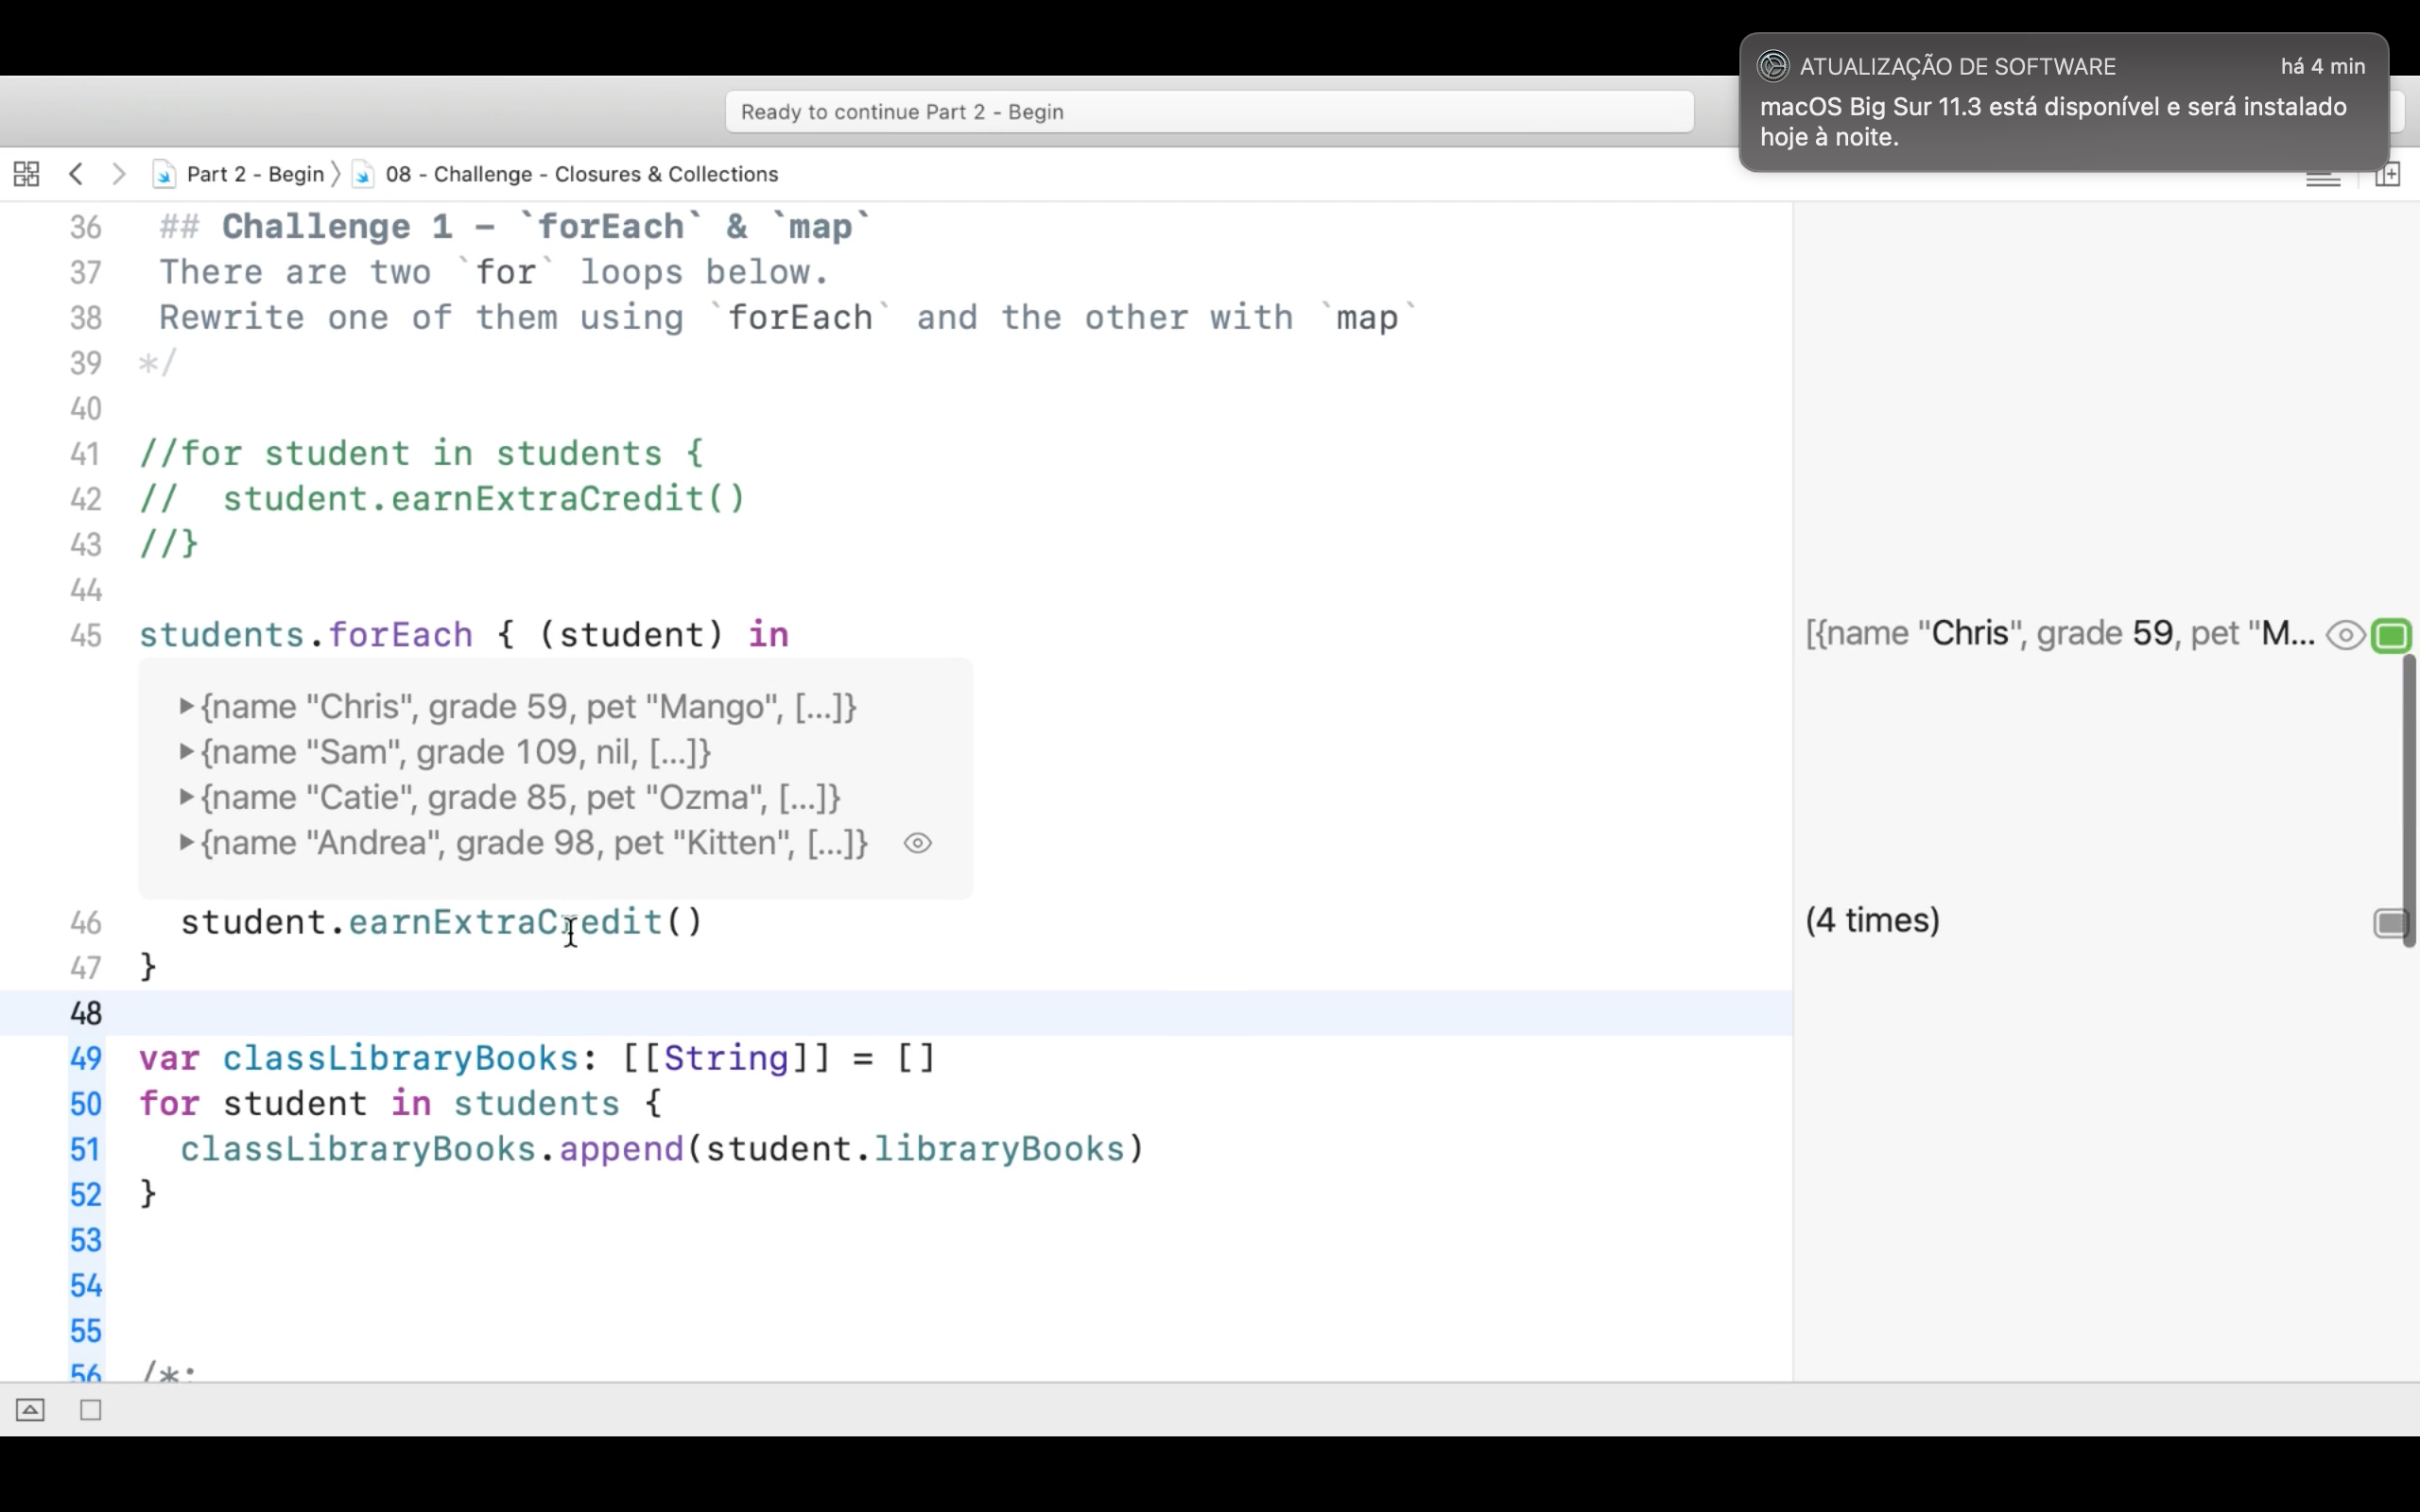 ATUALIZAÇÃO DE SOFTWARE há 4 min
macOS Big Sur 11.3 está disponível e será instalado
hoje à noite.
Ready to continue Part 2 - Begin
Part 2 - Begin 08 - Challenge - Closures & Collections
36 ## Challenge 1 – `forEach` & `map`
37 There are two `for` loops below.
38 Rewrite one of them using `forEach` and the other with `map`
39 */
40
41 //for student in students {
42 //  student.earnExtraCredit()
43 //}
44
45 students.forEach { (student) in [{name "Chris", grade 59, pet "M...
{name "Chris", grade 59, pet "Mango", [...]}
{name "Sam", grade 109, nil, [...]}
{name "Catie", grade 85, pet "Ozma", [...]}
{name "Andrea", grade 98, pet "Kitten", [...]}
46 student.earnExtraCredit() (4 times)
47 }
48
49 var classLibraryBooks: [[String]] = []
50 for student in students {
51 classLibraryBooks.append(student.libraryBooks)
52 }
53
54
55
56 /*: